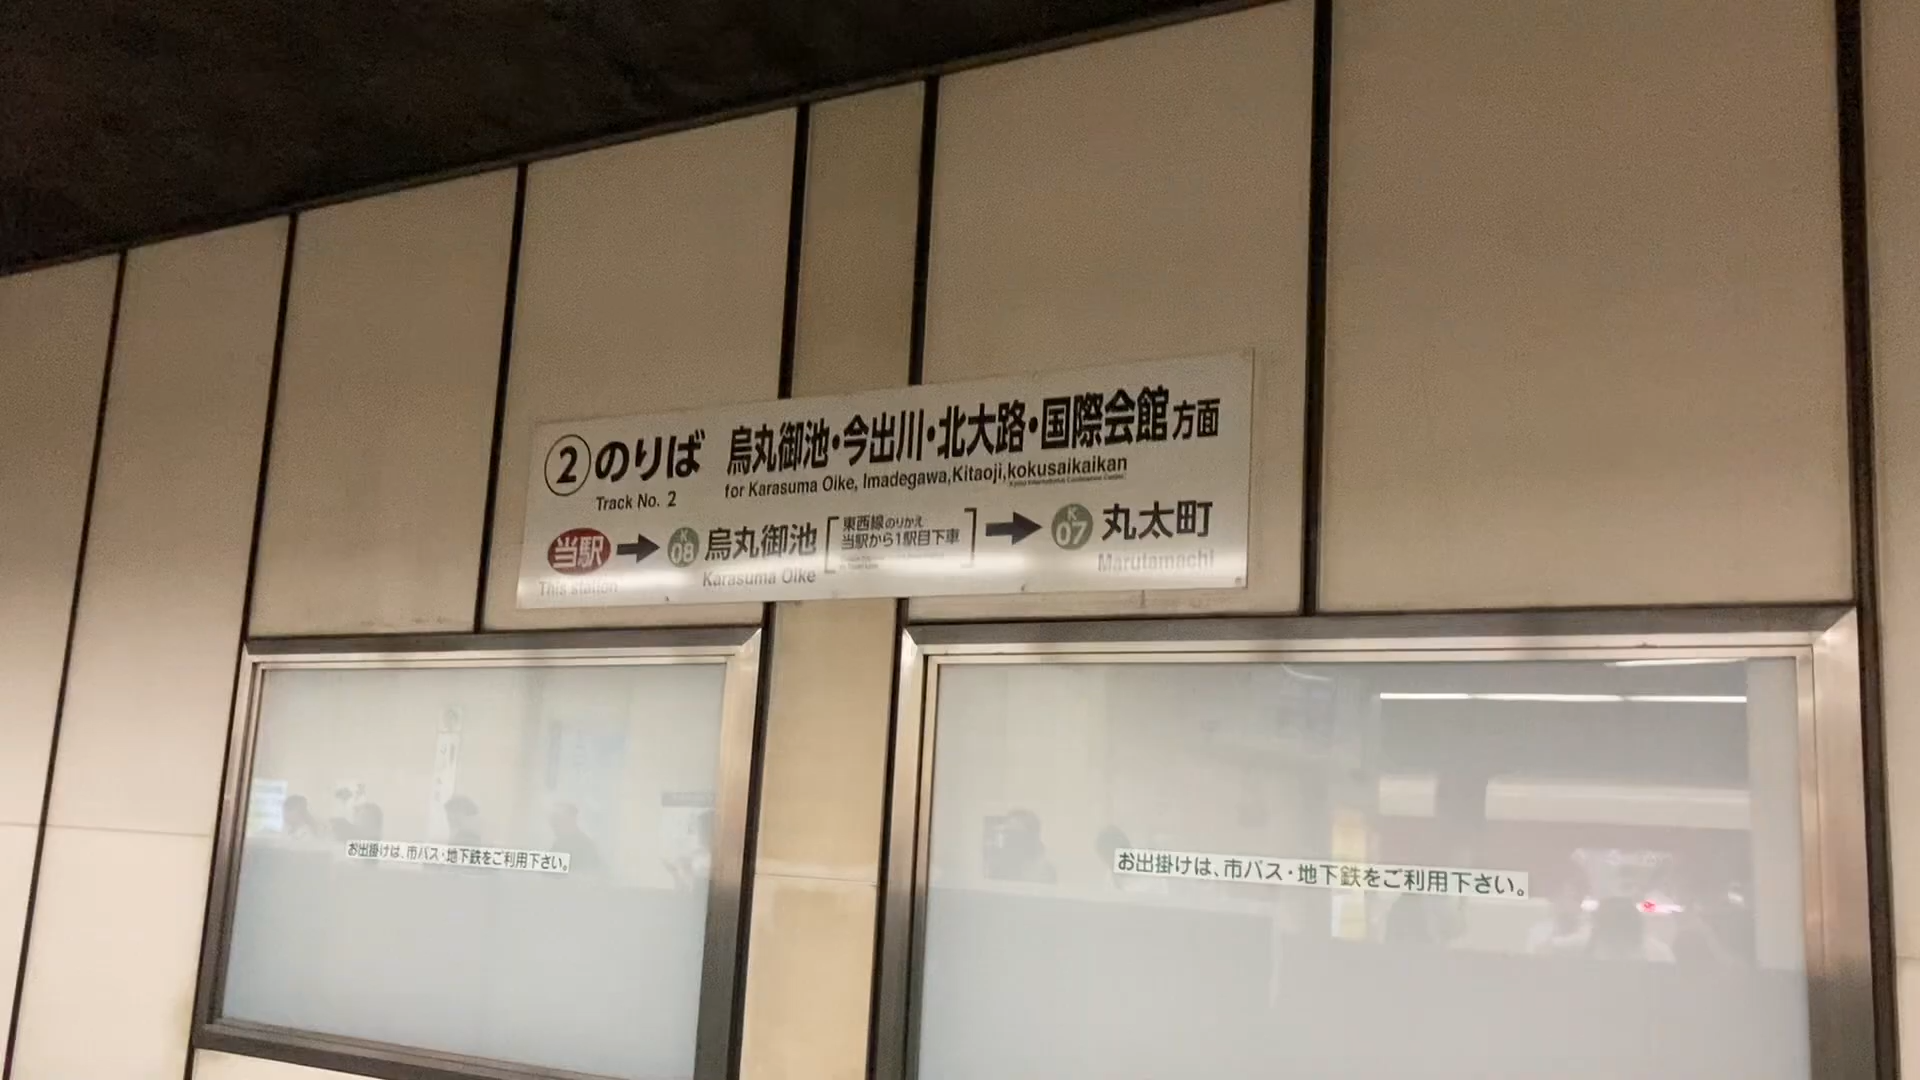 ②のりば 烏丸御池・今出川・北大路・国際会館方面
Track No. 2 for Karasuma Oike, Imadegawa,Kitaoji,kokusaikaikan
当駅 → K08 烏丸御池 [東西線のりかえ
当駅から1駅目下車] → K07 丸太町
This station Karasuma Oike Marutamachi
お出掛けは、市バス・地下鉄をご利用下さい。
お出掛けは、市バス・地下鉄をご利用下さい。